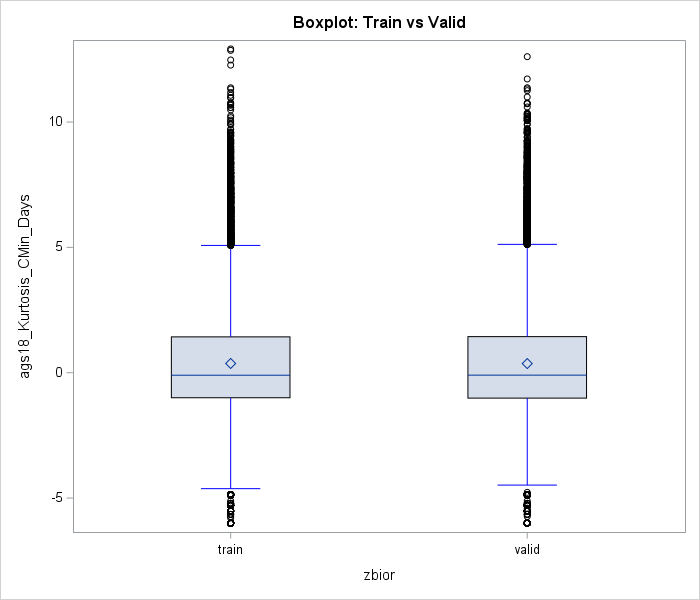 Boxplot: Train vs Valid
ags18_Kurtosis_CMin_Days
10
5
0
-5
train
valid
zbior